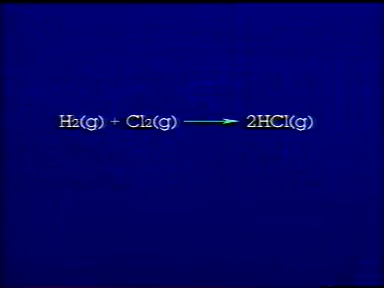 H2(g) + Cl2(g) → 2HCl(g)